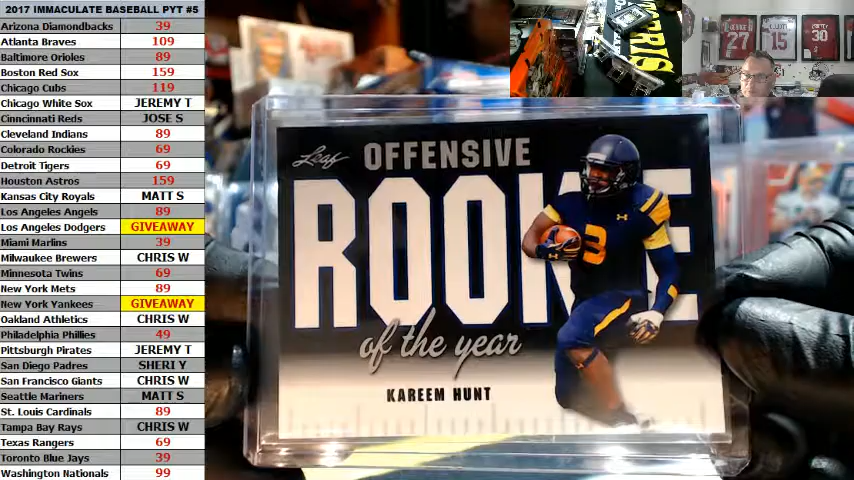 2017 IMMACULATE BASEBALL PYT #5
Arizona Diamondbacks 39
Atlanta Braves 109
Baltimore Orioles 89
Boston Red Sox 159
Chicago Cubs 119
Chicago White Sox JEREMY T
Cinncinati Reds JOSE S
Cleveland Indians 89
Colorado Rockies 69
Detroit Tigers 69
Houston Astros 159
Kansas City Royals MATT S
Los Angeles Angels 89
Los Angeles Dodgers GIVEAWAY
Miami Marlins 39
Milwaukee Brewers CHRIS W
Minnesota Twins 69
New York Mets 89
New York Yankees GIVEAWAY
Oakland Athletics CHRIS W
Philadelphia Phillies 49
Pittsburgh Pirates JEREMY T
San Diego Padres SHERI Y
San Francisco Giants CHRIS W
Seattle Mariners MATT S
St. Louis Cardinals 89
Tampa Bay Rays CHRIS W
Texas Rangers 69
Toronto Blue Jays 39
Washington Nationals 99
Leaf OFFENSIVE
ROOKIE
of the year
KAREEM HUNT
3
27
15
30